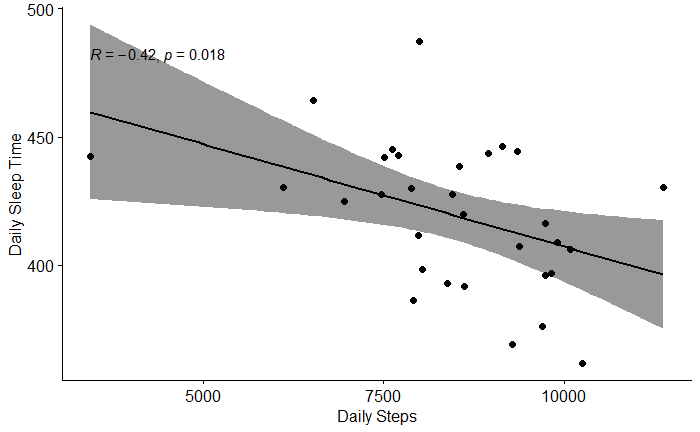 500
R = −0.42, p = 0.018
450
400
Daily Sleep Time
5000 7500 10000
Daily Steps